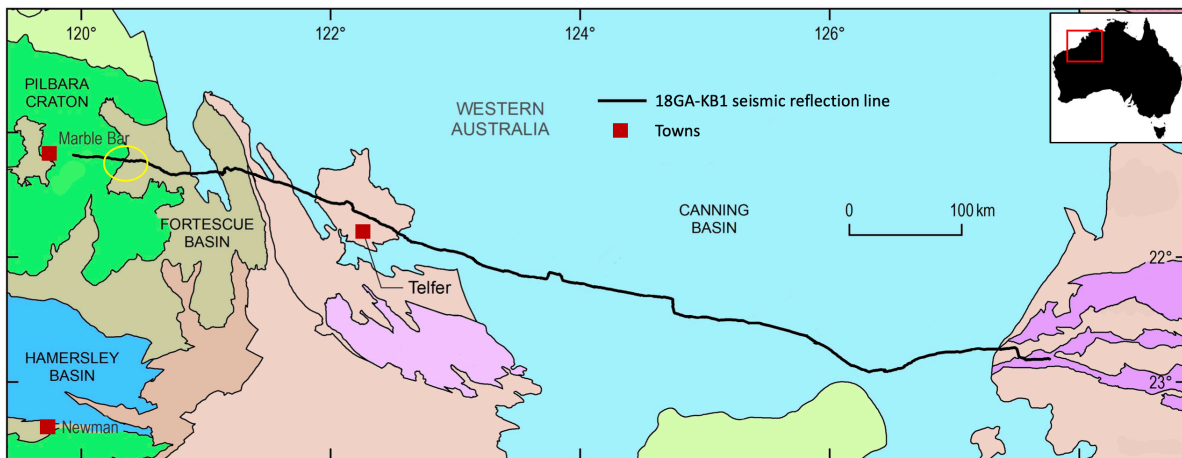 120°
122°
124°
126°
PILBARA
CRATON
Marble Bar
WESTERN
AUSTRALIA
18GA-KB1 seismic reflection line
Towns
FORTESCUE
BASIN
CANNING
BASIN
0 100 km
22°
Telfer
HAMERSLEY
BASIN
23°
Newman